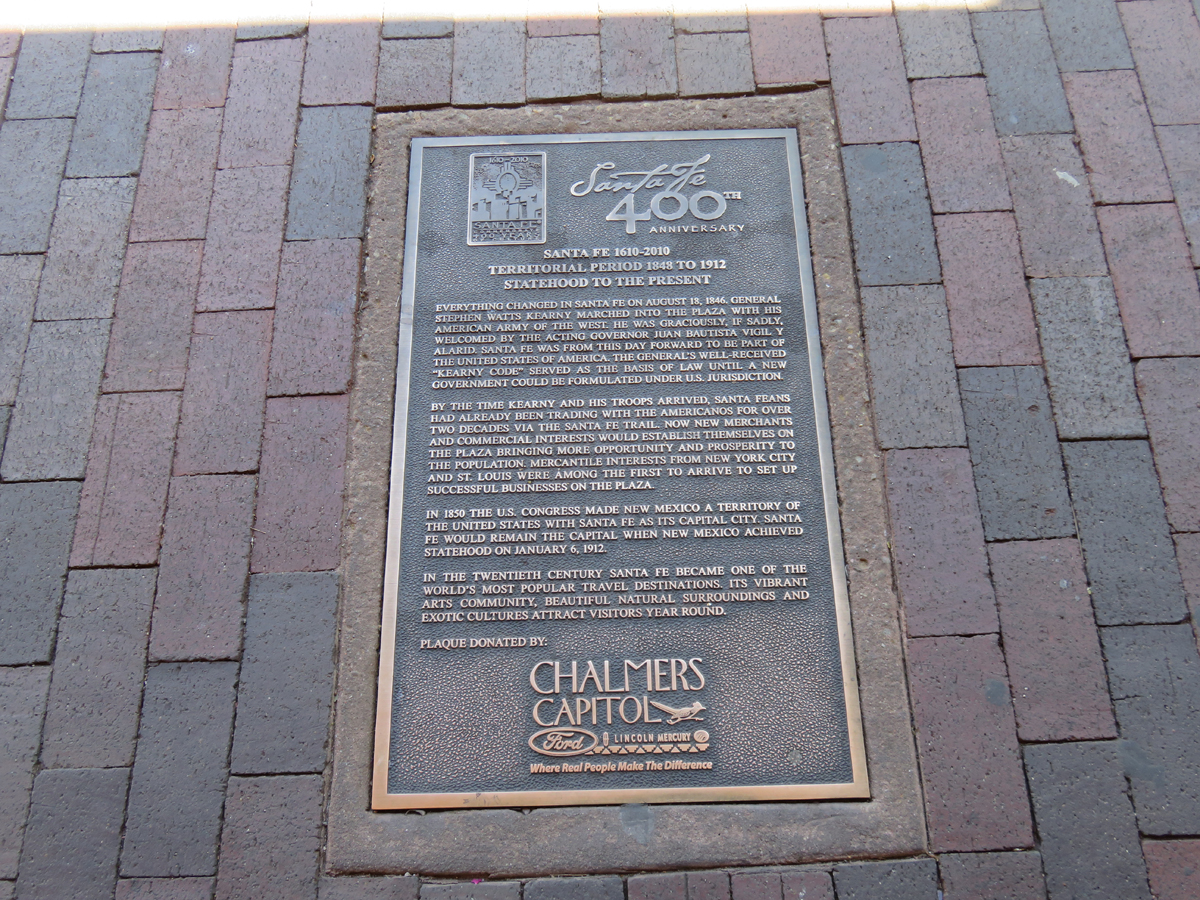 1610-2010
SANTA FE
Santa Fe
400TH
ANNIVERSARY
SANTA FE 1610-2010
TERRITORIAL PERIOD 1848 TO 1912
STATEHOOD TO THE PRESENT
EVERYTHING CHANGED IN SANTA FE ON AUGUST 18, 1846. GENERAL
STEPHEN WATTS KEARNY MARCHED INTO THE PLAZA WITH HIS
AMERICAN ARMY OF THE WEST. HE WAS GRACIOUSLY, IF SADLY,
WELCOMED BY THE ACTING GOVERNOR JUAN BAUTISTA VIGIL Y
ALARID. SANTA FE WAS FROM THIS DAY FORWARD TO BE PART OF
THE UNITED STATES OF AMERICA. THE GENERAL'S WELL-RECEIVED
"KEARNY CODE" SERVED AS THE BASIS OF LAW UNTIL A NEW
GOVERNMENT COULD BE FORMULATED UNDER U.S. JURISDICTION.
BY THE TIME KEARNY AND HIS TROOPS ARRIVED, SANTA FEANS
HAD ALREADY BEEN TRADING WITH THE AMERICANOS FOR OVER
TWO DECADES VIA THE SANTA FE TRAIL. NOW NEW MERCHANTS
AND COMMERCIAL INTERESTS WOULD ESTABLISH THEMSELVES ON
THE PLAZA BRINGING MORE OPPORTUNITY AND PROSPERITY TO
THE POPULATION. MERCANTILE INTERESTS FROM NEW YORK CITY
AND ST. LOUIS WERE AMONG THE FIRST TO ARRIVE TO SET UP
SUCCESSFUL BUSINESSES ON THE PLAZA.
IN 1850 THE U.S. CONGRESS MADE NEW MEXICO A TERRITORY OF
THE UNITED STATES WITH SANTA FE AS ITS CAPITAL CITY. SANTA
FE WOULD REMAIN THE CAPITAL WHEN NEW MEXICO ACHIEVED
STATEHOOD ON JANUARY 6, 1912.
IN THE TWENTIETH CENTURY SANTA FE BECAME ONE OF THE
WORLD'S MOST POPULAR TRAVEL DESTINATIONS. ITS VIBRANT
ARTS COMMUNITY, BEAUTIFUL NATURAL SURROUNDINGS AND
EXOTIC CULTURES ATTRACT VISITORS YEAR ROUND.
PLAQUE DONATED BY:
CHALMERS
CAPITOL
Ford LINCOLN MERCURY
Where Real People Make The Difference